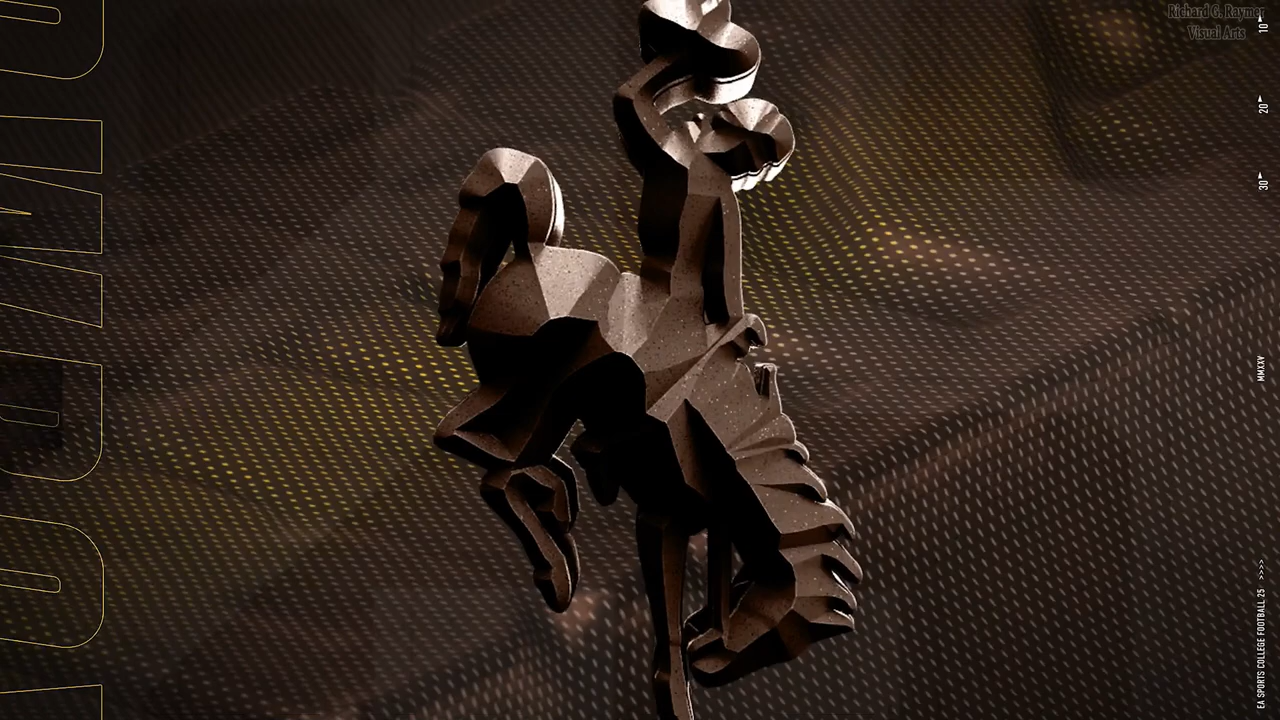 Richard G. Raymer
Visual Arts
10
20
30
MMXXV
EA SPORTS COLLEGE FOOTBALL 25 >>>>